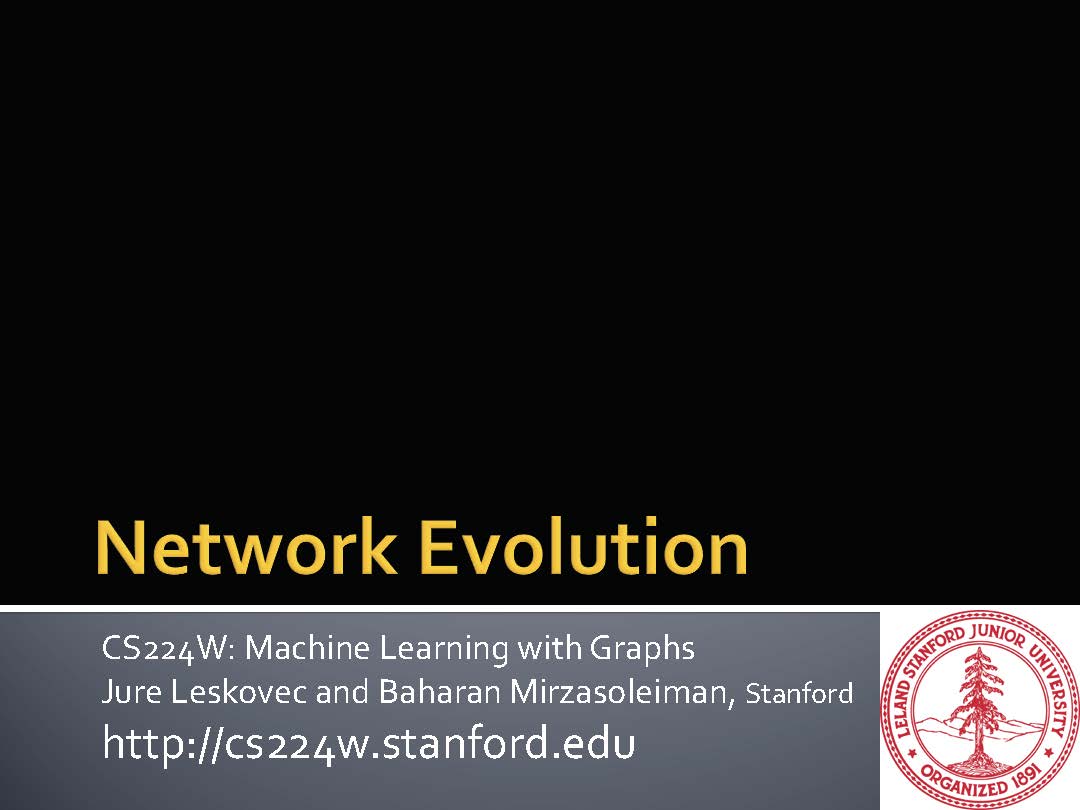 Network Evolution
CS224W: Machine Learning with Graphs
Jure Leskovec and Baharan Mirzasoleiman, Stanford
http://cs224w.stanford.edu
LELAND STANFORD JUNIOR UNIVERSITY
ORGANIZED 1891